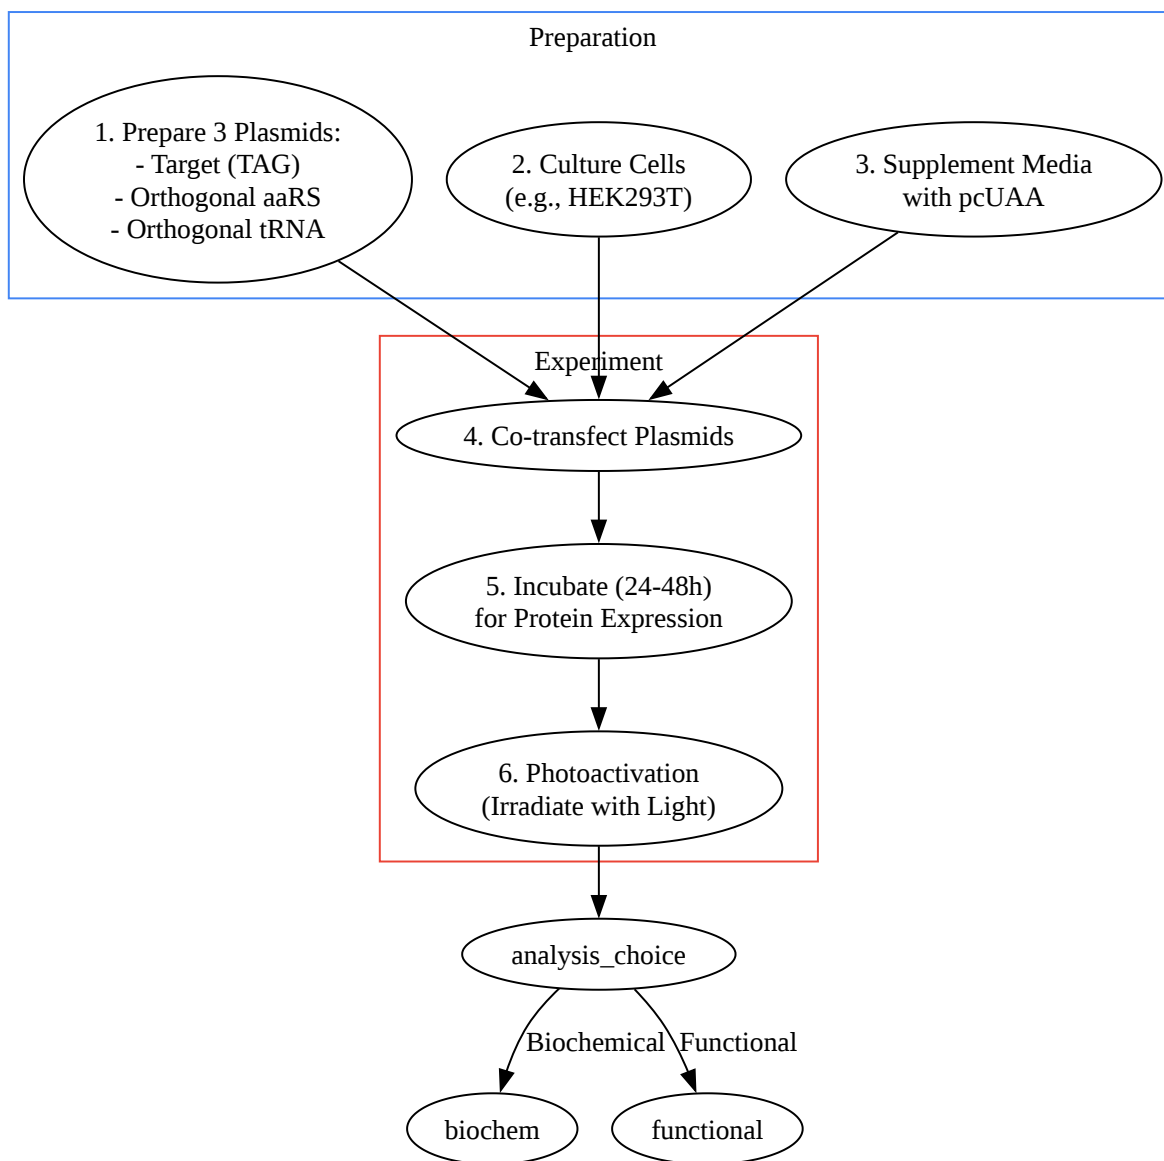 Preparation
1. Prepare 3 Plasmids:
- Target (TAG)
- Orthogonal aaRS
- Orthogonal tRNA
2. Culture Cells
(e.g., HEK293T)
3. Supplement Media
with pcUAA
Experiment
4. Co-transfect Plasmids
5. Incubate (24-48h)
for Protein Expression
6. Photoactivation
(Irradiate with Light)
analysis_choice
Biochemical
Functional
biochem
functional